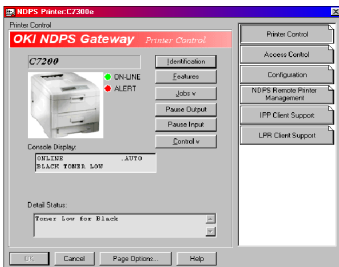 NDPS Printer:C7300e
Printer Control
OKI NDPS Gateway Printer Control
C7200
ON-LINE
ALERT
Identification
Features
Jobs v
Pause Output
Pause Input
Control v
Console Display:
ONLINE .AUTO
BLACK TONER LOW
Detail Status:
Toner Low for Black
OK
Cancel
Page Options...
Help
Printer Control
Access Control
Configuration
NDPS Remote Printer
Management
IPP Client Support
LPR Client Support